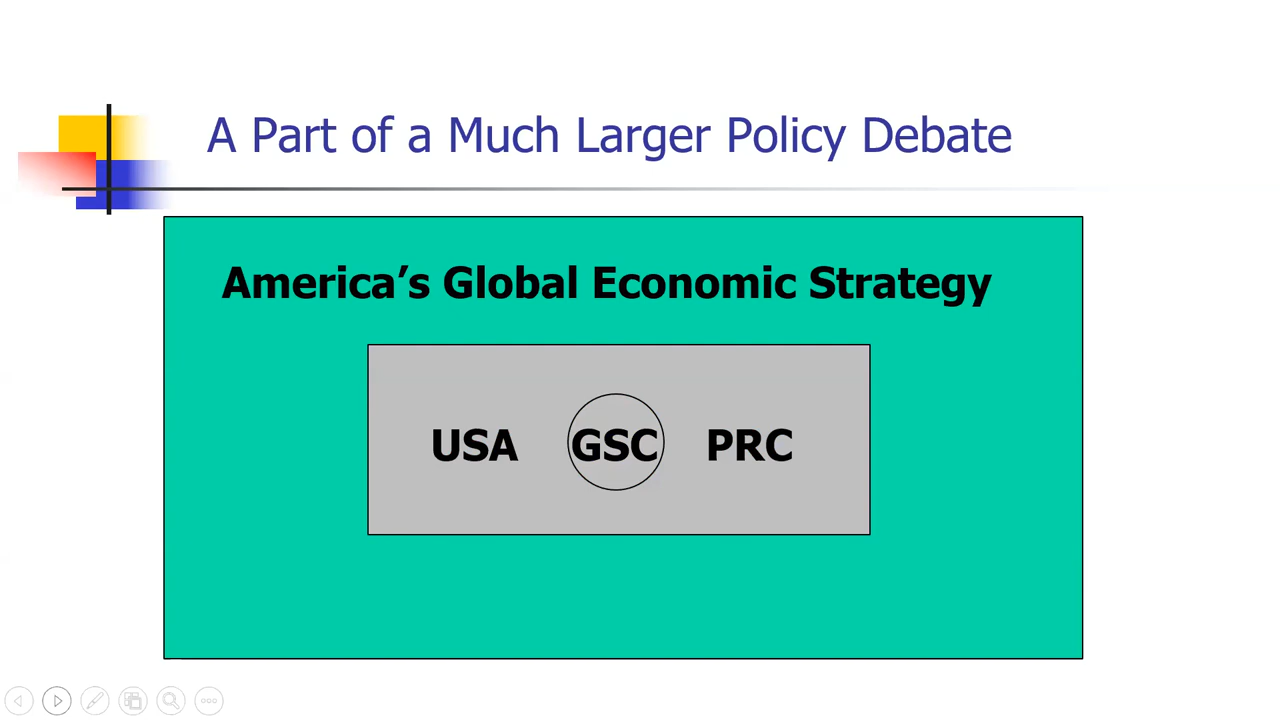 A Part of a Much Larger Policy Debate
America’s Global Economic Strategy
USA GSC PRC